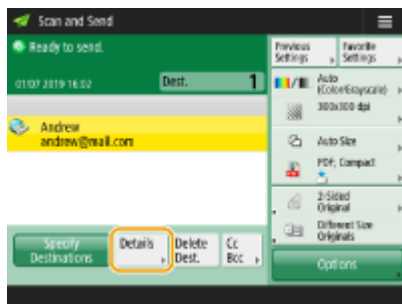 Scan and Send
Ready to send.
01/07 2019 16:02
Dest. 1
Andrew
andrew@mail.com
Specify
Destinations
Details
Delete
Dest.
Cc
Bcc
Previous
Settings
Favorite
Settings
Auto
(Color/Grayscale)
300x300 dpi
Auto Size
PDF; Compact
2-Sided
Original
Different Size
Originals
Options